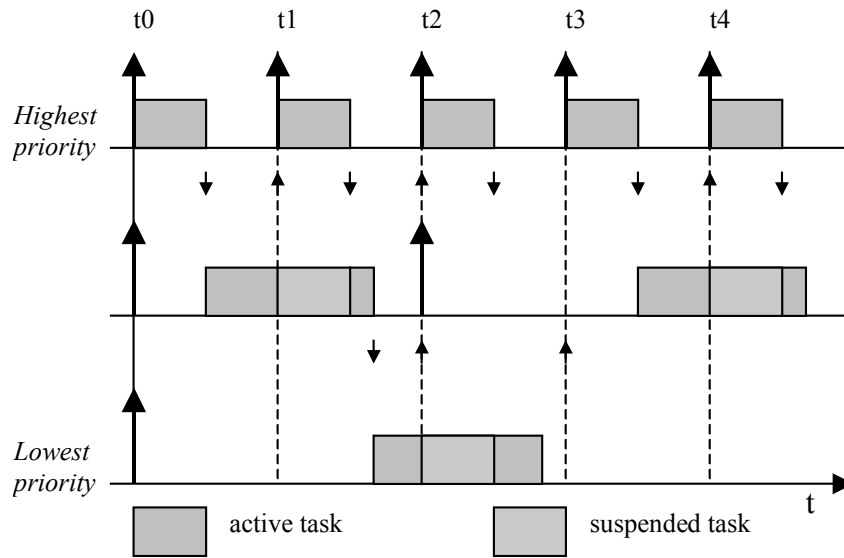 t0 t1 t2 t3 t4
Highest
priority
Lowest
priority
t
active task suspended task